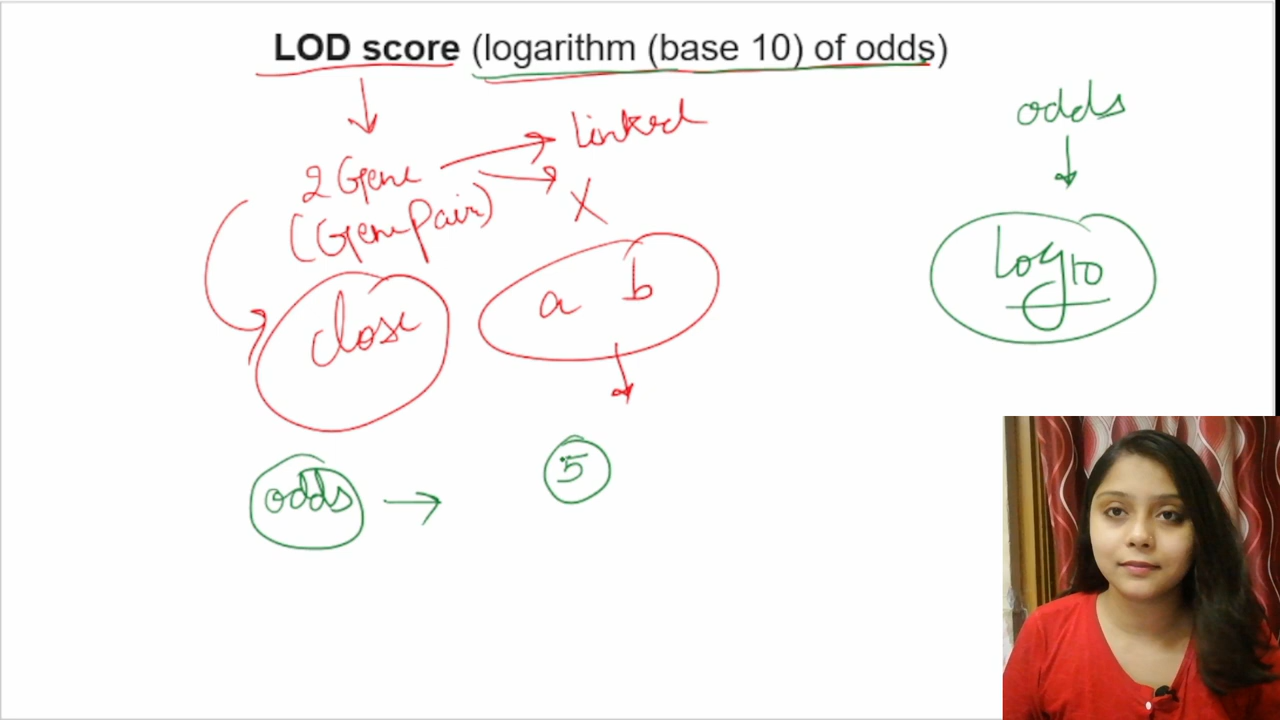 LOD score (logarithm (base 10) of odds)
odds
linked
2 Gene
X
(Gene Pair)
log10
a b
close
5
odds